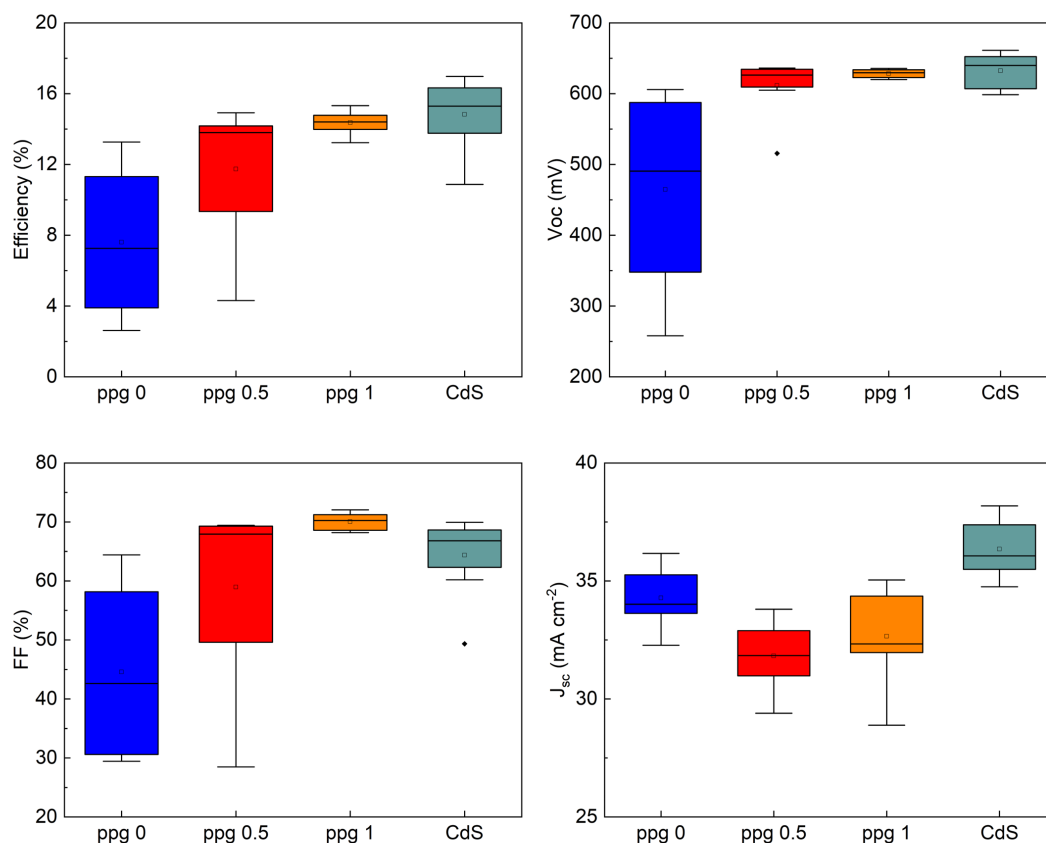 Efficiency (%)
20
16
12
8
4
0
ppg 0 ppg 0.5 ppg 1 CdS
Voc (mV)
700
600
500
400
300
200
ppg 0 ppg 0.5 ppg 1 CdS
FF (%)
80
70
60
50
40
30
20
ppg 0 ppg 0.5 ppg 1 CdS
J_sc (mA cm⁻²)
40
35
30
25
ppg 0 ppg 0.5 ppg 1 CdS